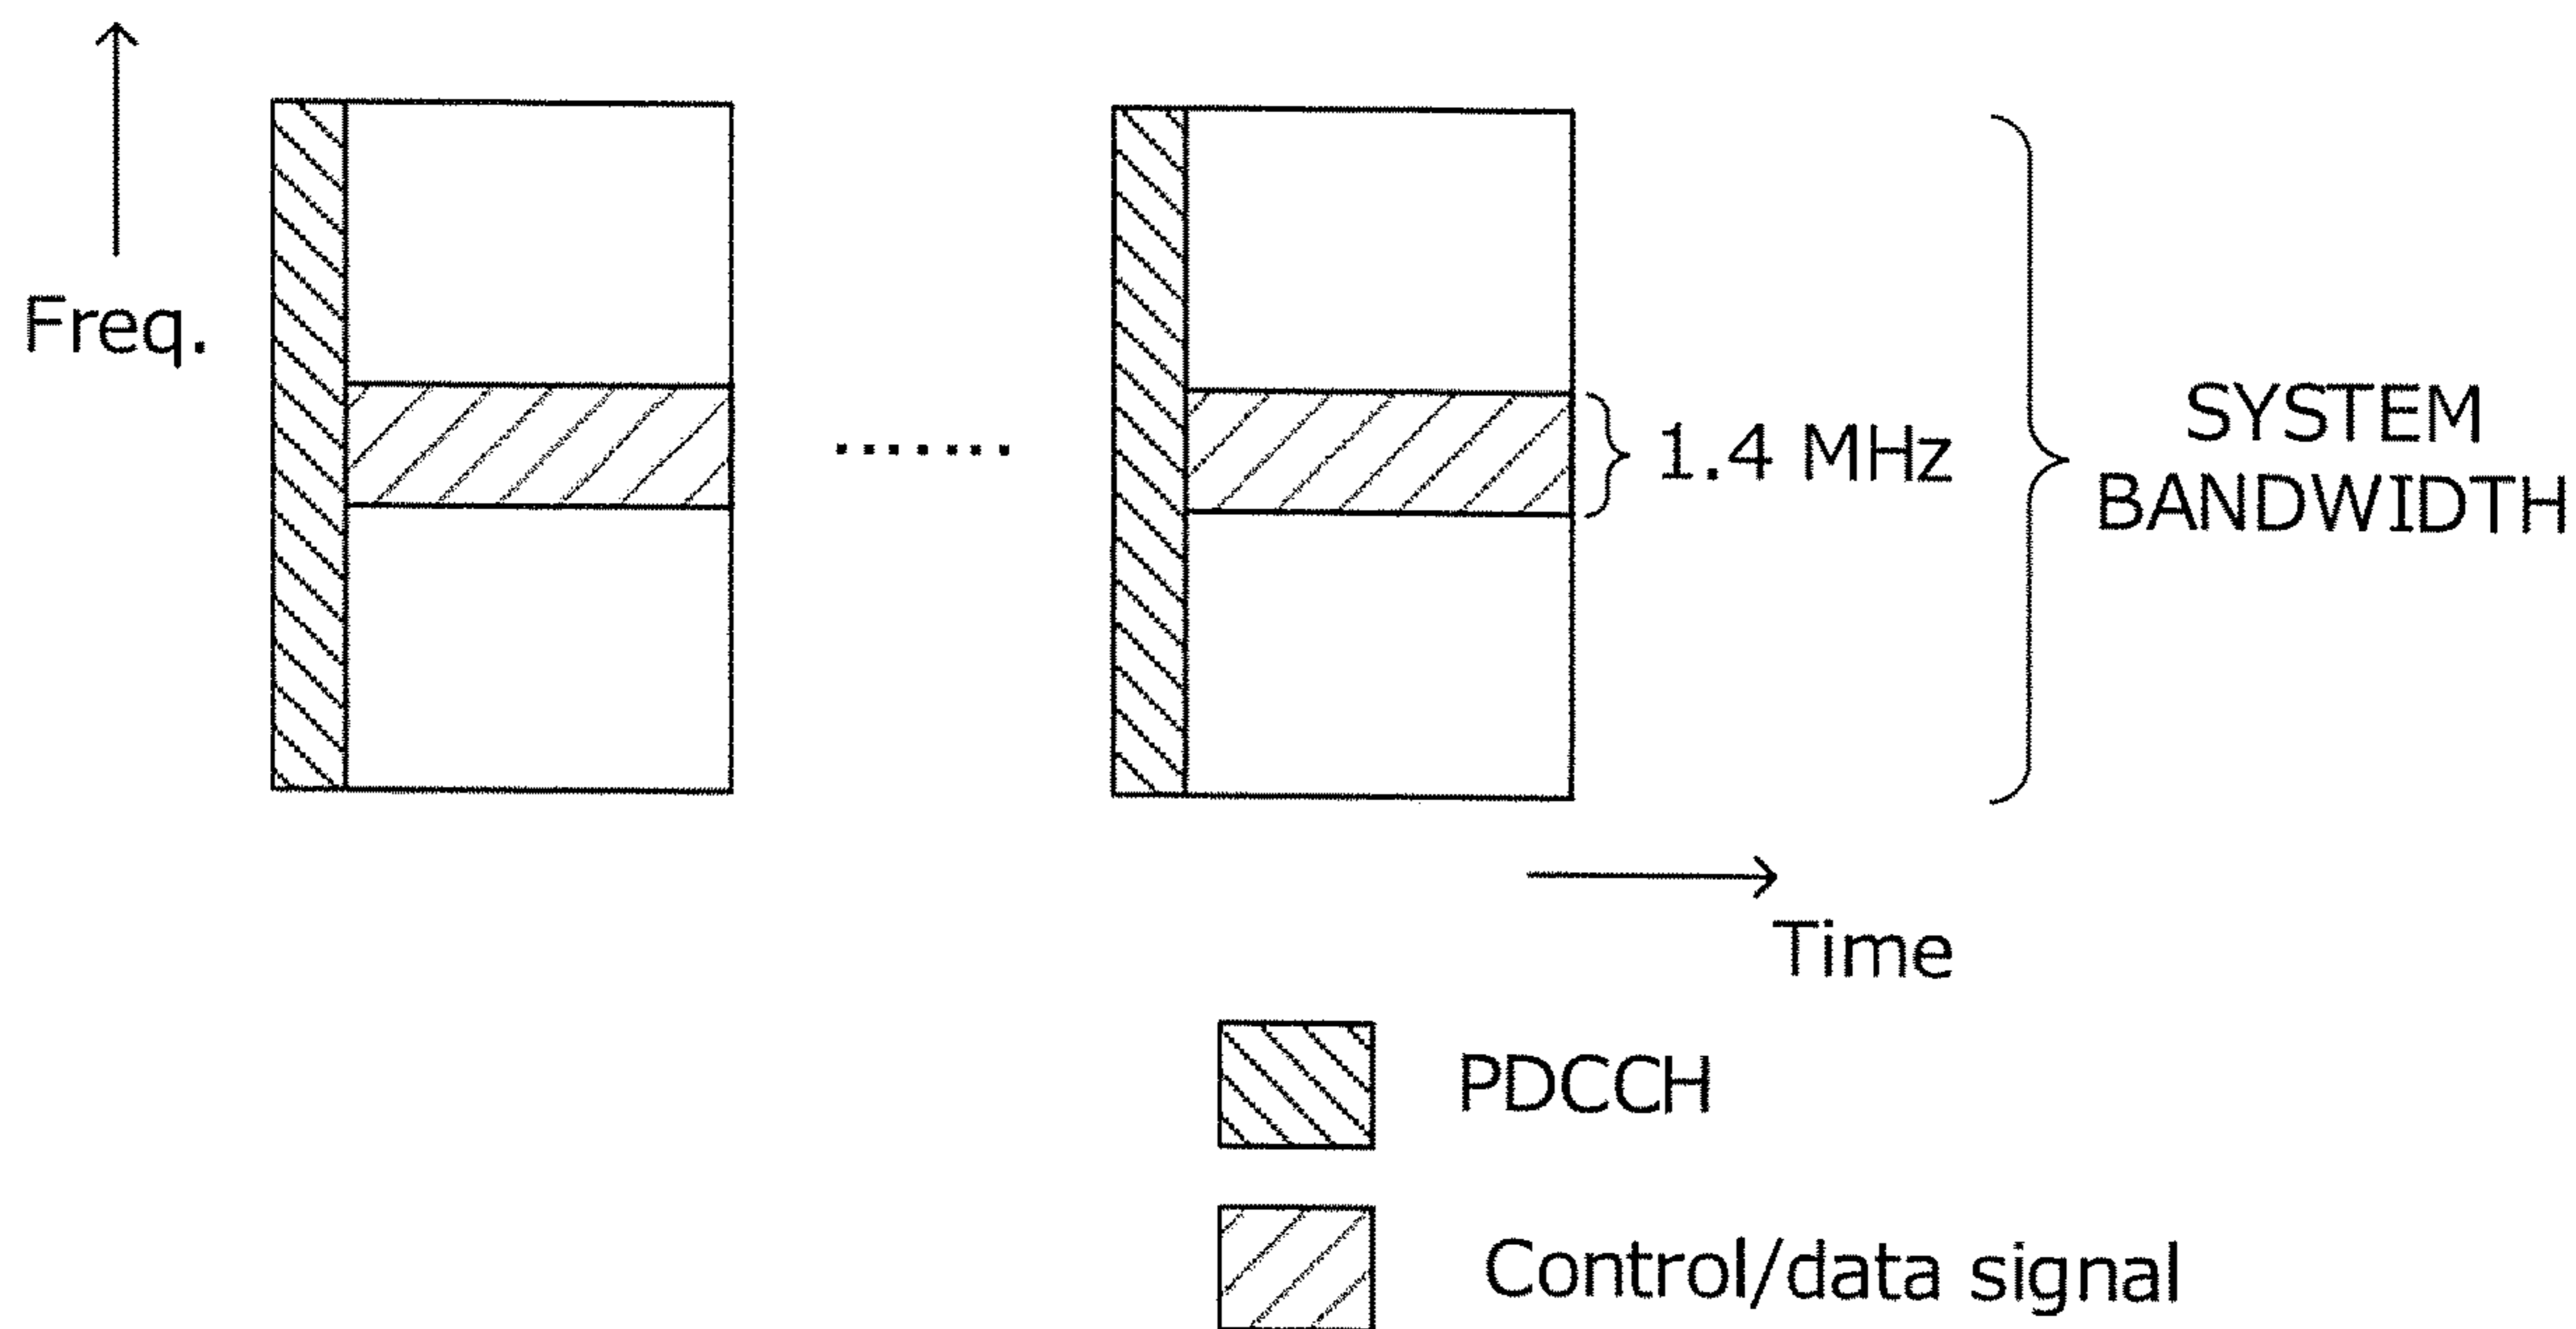 Freq.
1.4 MHz
SYSTEM
BANDWIDTH
Time
PDCCH
Control/data signal